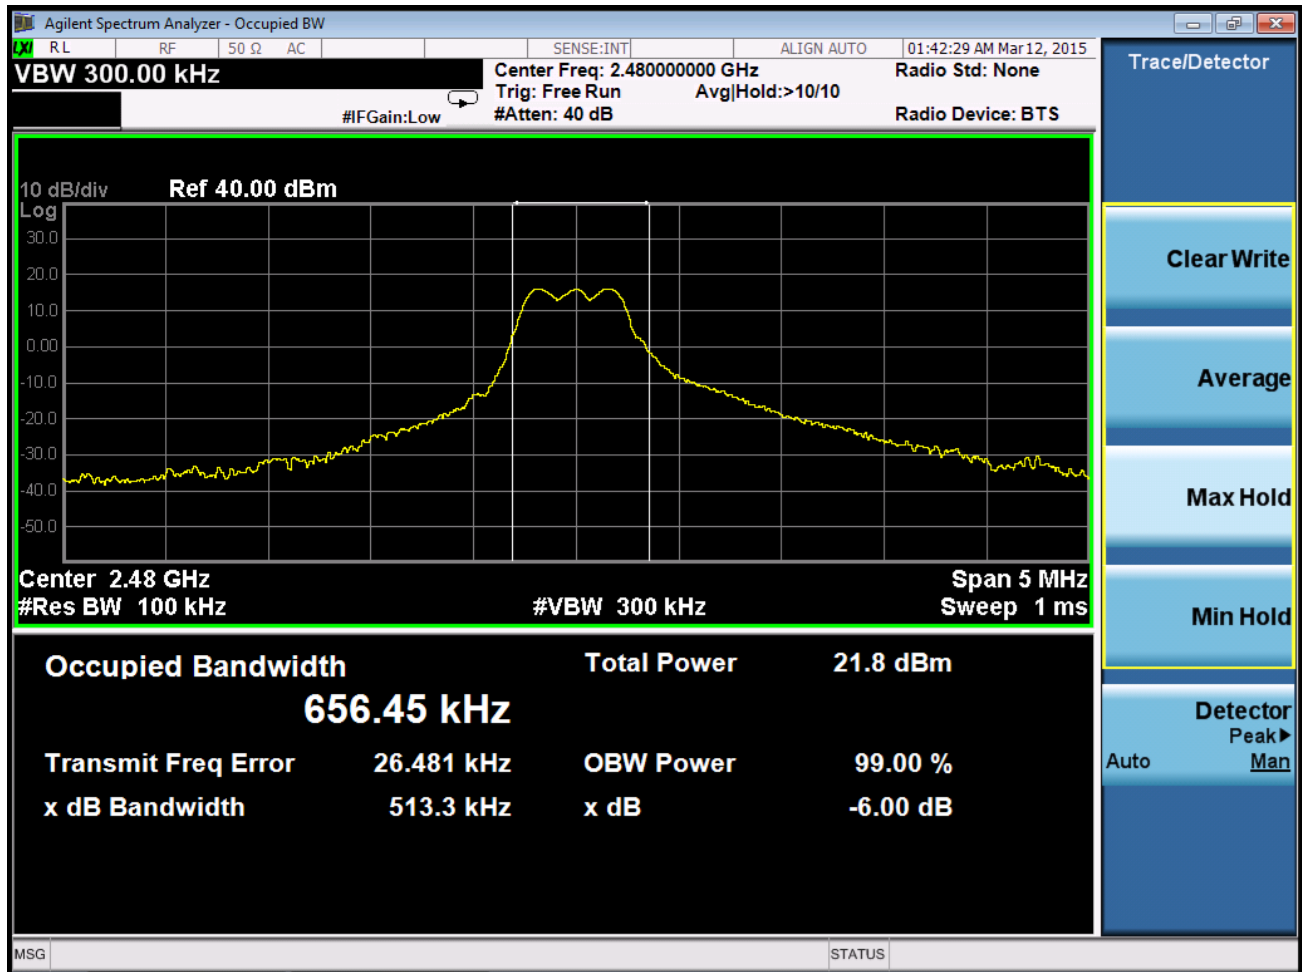 Agilent Spectrum Analyzer - Occupied BW
LXI RL RF 50 Ω AC SENSE:INT ALIGN AUTO 01:42:29 AM Mar 12, 2015
VBW 300.00 kHz
Center Freq: 2.480000000 GHz Radio Std: None
Trig: Free Run Avg|Hold:>10/10
#IFGain:Low #Atten: 40 dB Radio Device: BTS
Trace/Detector
10 dB/div Ref 40.00 dBm
Log
30.0
20.0
10.0
0.00
-10.0
-20.0
-30.0
-40.0
-50.0
Center 2.48 GHz Span 5 MHz
#Res BW 100 kHz #VBW 300 kHz Sweep 1 ms
Occupied Bandwidth Total Power 21.8 dBm
656.45 kHz
Transmit Freq Error 26.481 kHz OBW Power 99.00 %
x dB Bandwidth 513.3 kHz x dB -6.00 dB
Clear Write
Average
Max Hold
Min Hold
Detector
Peak▶
Auto Man
MSG STATUS